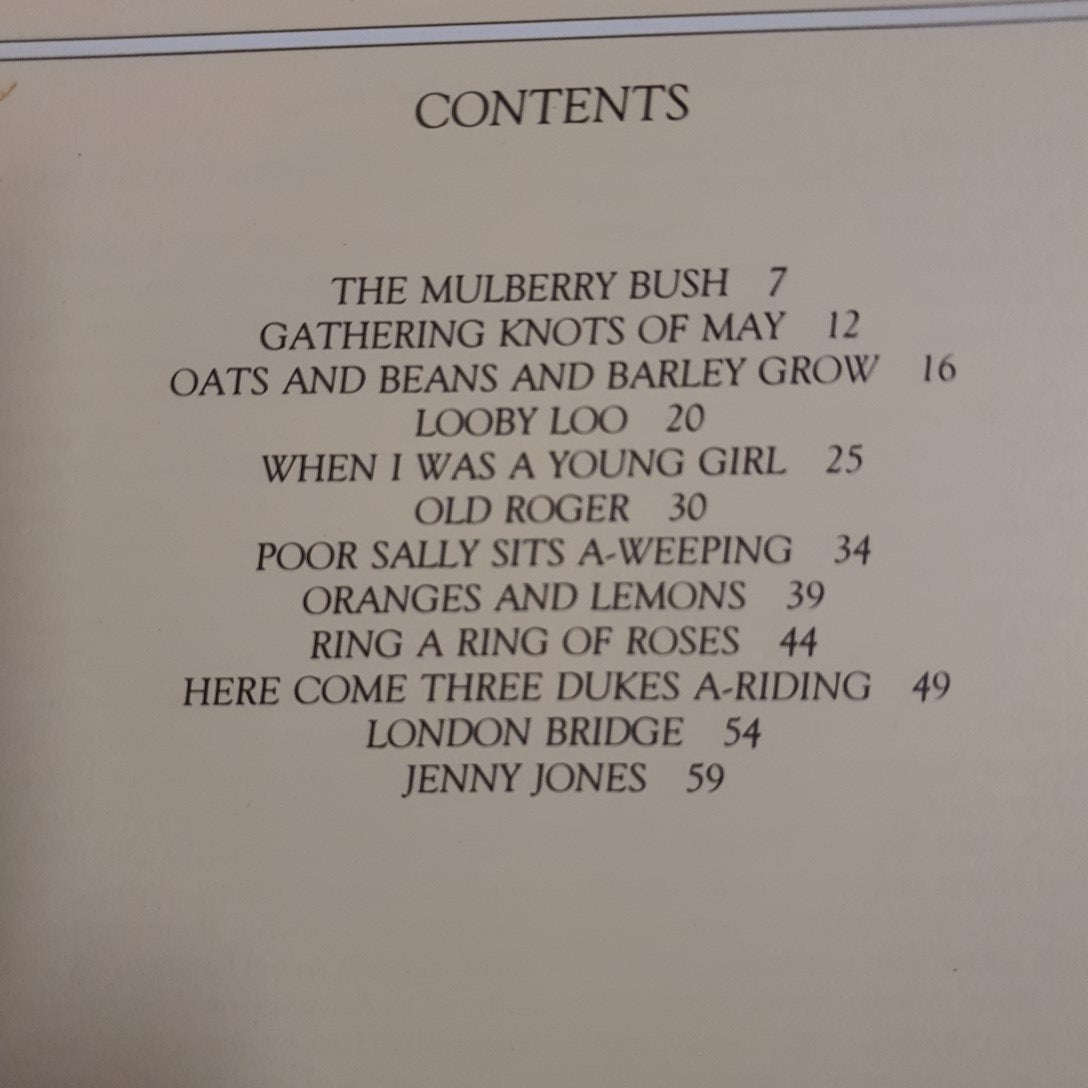 CONTENTS
THE MULBERRY BUSH 7
GATHERING KNOTS OF MAY 12
OATS AND BEANS AND BARLEY GROW 16
LOOBY LOO 20
WHEN I WAS A YOUNG GIRL 25
OLD ROGER 30
POOR SALLY SITS A-WEEPING 34
ORANGES AND LEMONS 39
RING A RING OF ROSES 44
HERE COME THREE DUKES A-RIDING 49
LONDON BRIDGE 54
JENNY JONES 59